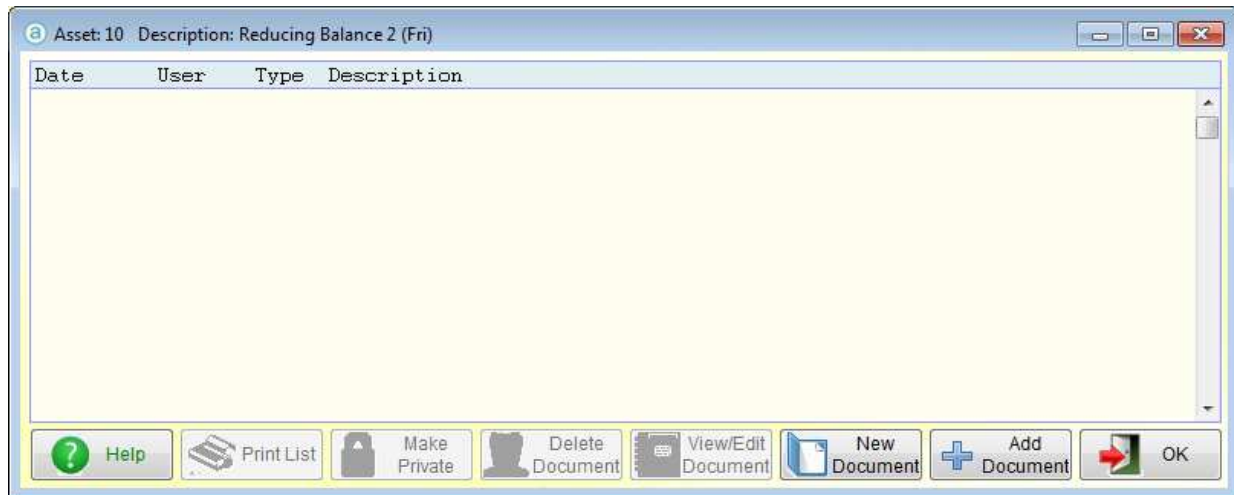 a Asset: 10 Description: Reducing Balance 2 (Fri)
Date User Type Description
? Help Print List Make Private Delete Document View/Edit Document New Document Add Document OK